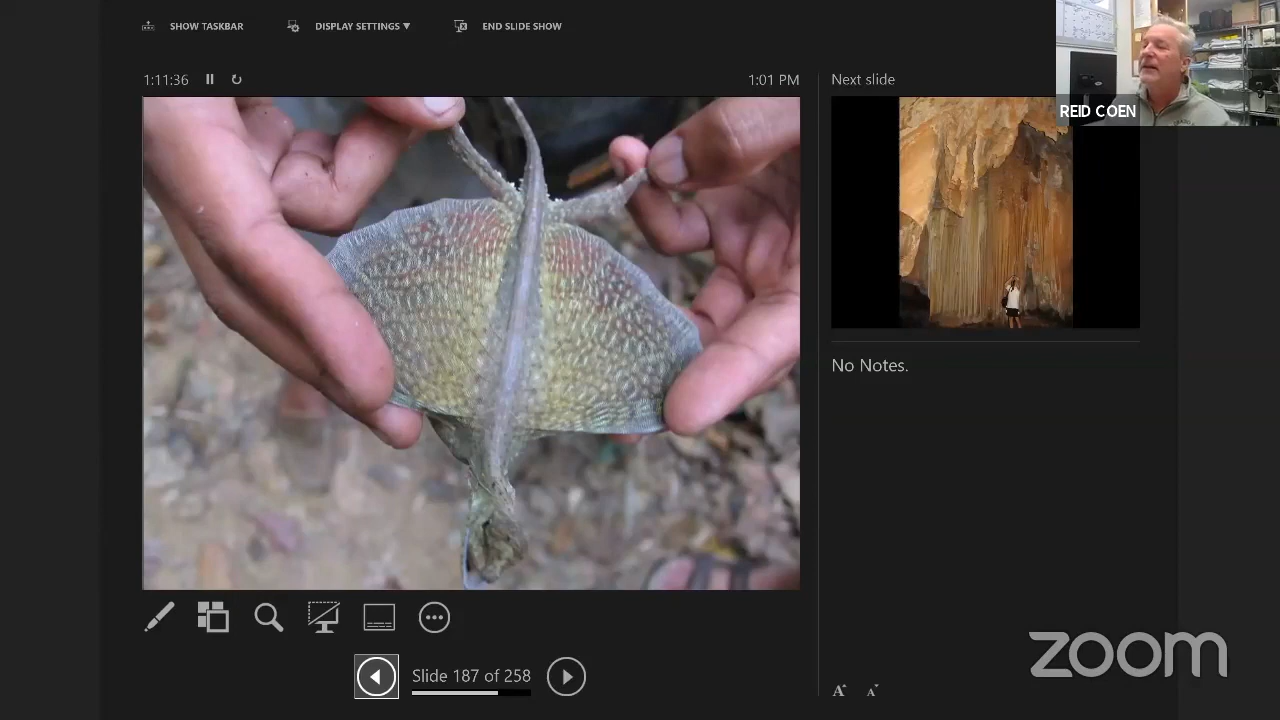 SHOW TASKBAR
DISPLAY SETTINGS ▼
END SLIDE SHOW
1:11:36
1:01 PM
Next slide
REID COEN
No Notes.
Slide 187 of 258
zoom
A A